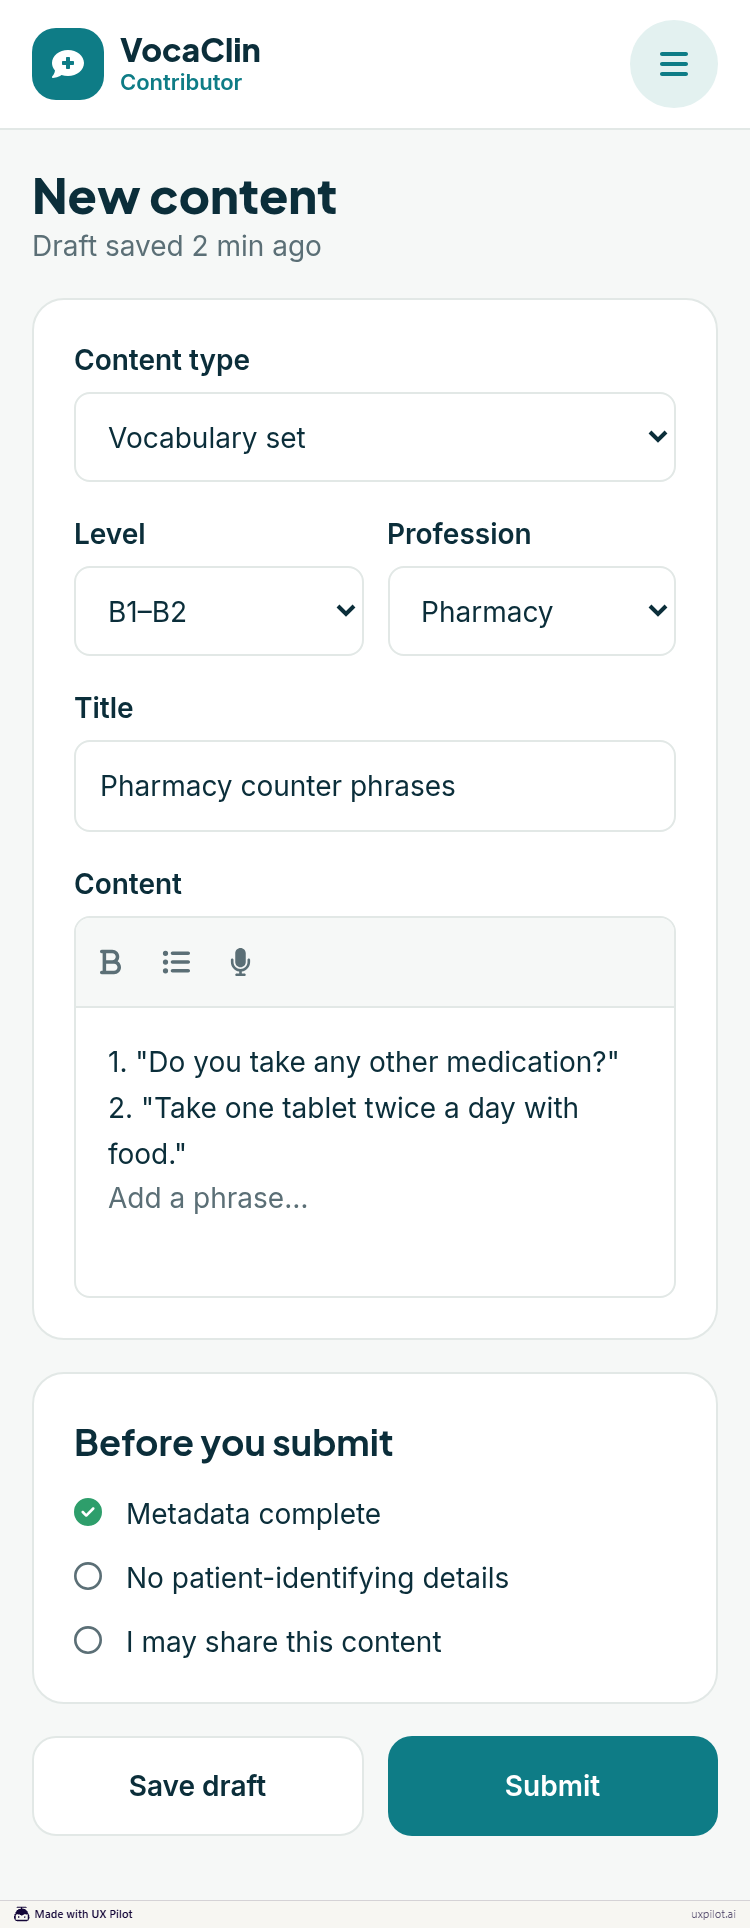 VocaClin
Contributor
New content
Draft saved 2 min ago
Content type
Vocabulary set
Level
Profession
B1–B2
Pharmacy
Title
Pharmacy counter phrases
Content
B
1. "Do you take any other medication?"
2. "Take one tablet twice a day with
food."
Add a phrase...
Before you submit
Metadata complete
No patient-identifying details
I may share this content
Save draft
Submit
Made with UX Pilot
uxpilot.ai